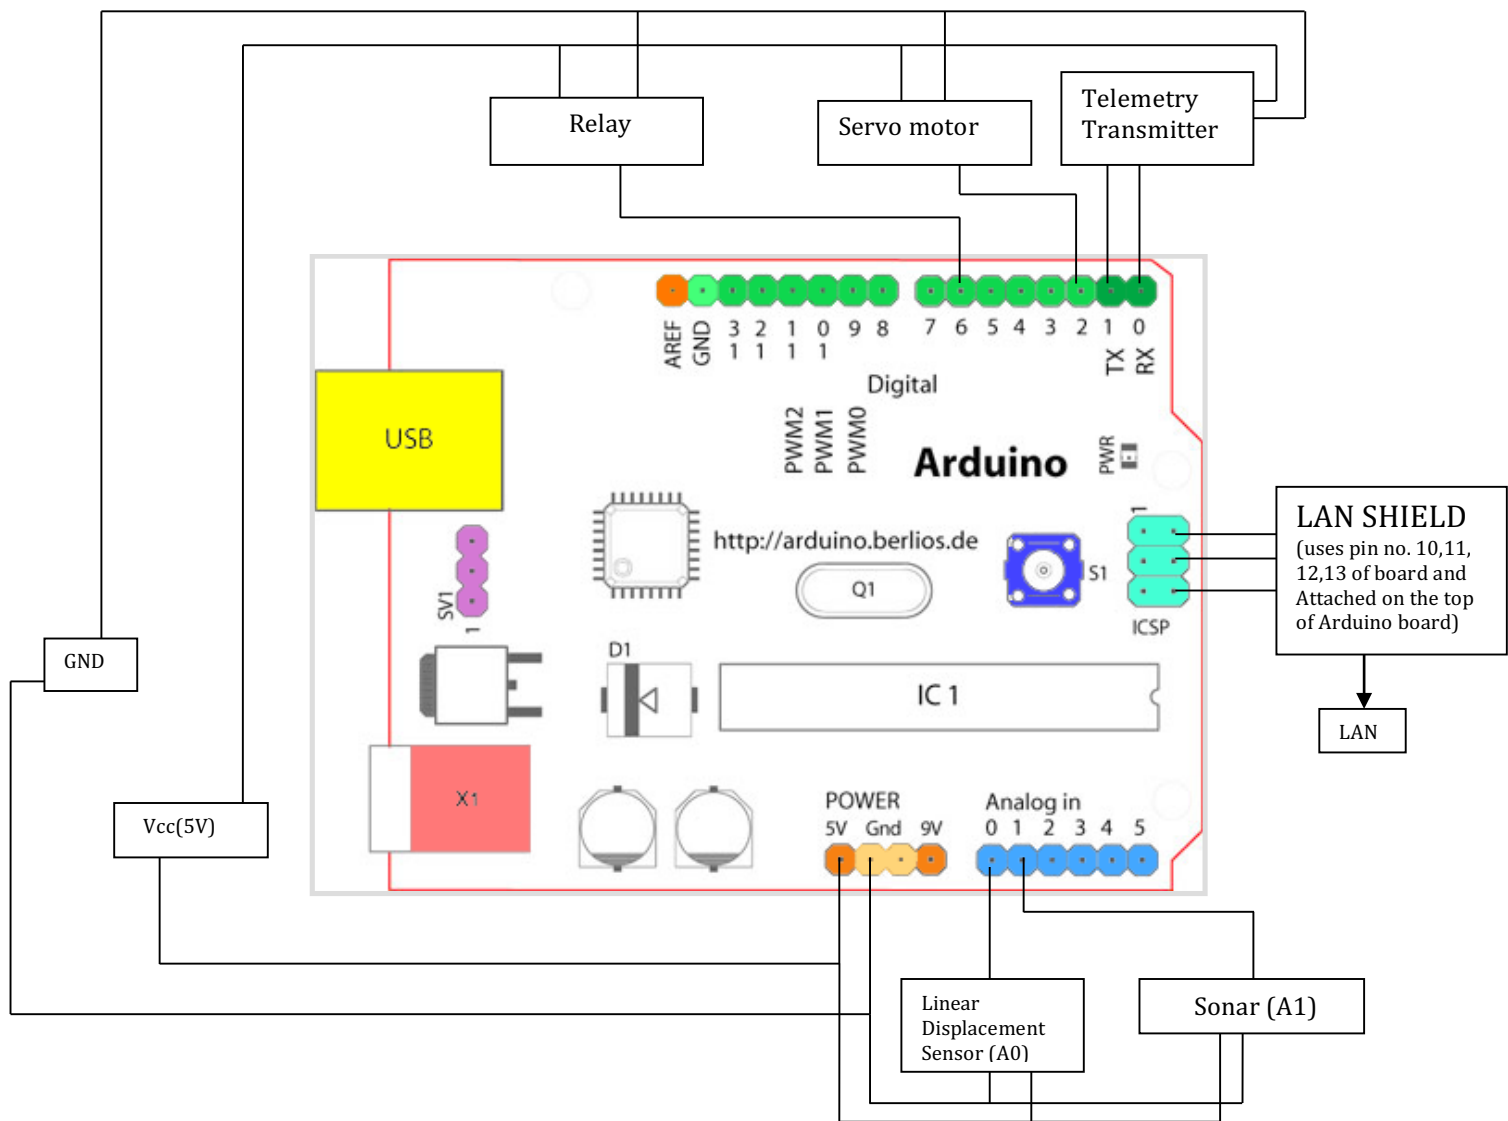 Relay
Servo motor
Telemetry
Transmitter
AREF
GND
3
1
2
1
1
1
0
1
9
8
7
6
5
4
3
2
1
0
TX
RX
Digital
PWM2
PWM1
PWM0
USB
Arduino
PWR
1
LAN SHIELD
(uses pin no. 10,11,
12,13 of board and
Attached on the top
of Arduino board)
http://arduino.berlios.de
Q1
S1
ICSP
SV1
1
GND
D1
IC 1
LAN
X1
Vcc(5V)
POWER
5V Gnd 9V
Analog in
0 1 2 3 4 5
Linear
Displacement
Sensor (A0)
Sonar (A1)